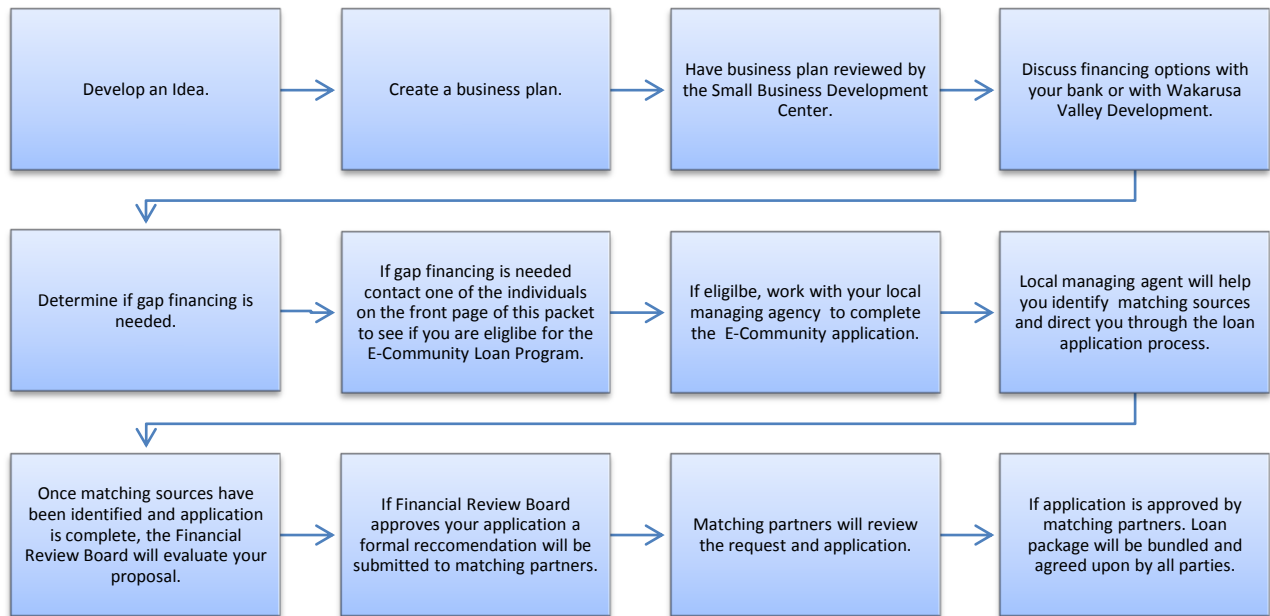 Develop an Idea.
Create a business plan.
Have business plan reviewed by
the Small Business Development
Center.
Discuss financing options with
your bank or with Wakarusa
Valley Development.
Determine if gap financing is
needed.
If gap financing is needed
contact one of the individuals
on the front page of this packet
to see if you are eliglibe for the
E-Community Loan Program.
If eligilbe, work with your local
managing agency to complete
the E-Community application.
Local managing agent will help
you identify matching sources
and direct you through the loan
application process.
Once matching sources have
been identified and application
is complete, the Financial
Review Board will evaluate your
proposal.
If Financial Review Board
approves your application a
formal reccomendation will be
submitted to matching partners.
Matching partners will review
the request and application.
If application is approved by
matching partners. Loan
package will be bundled and
agreed upon by all parties.